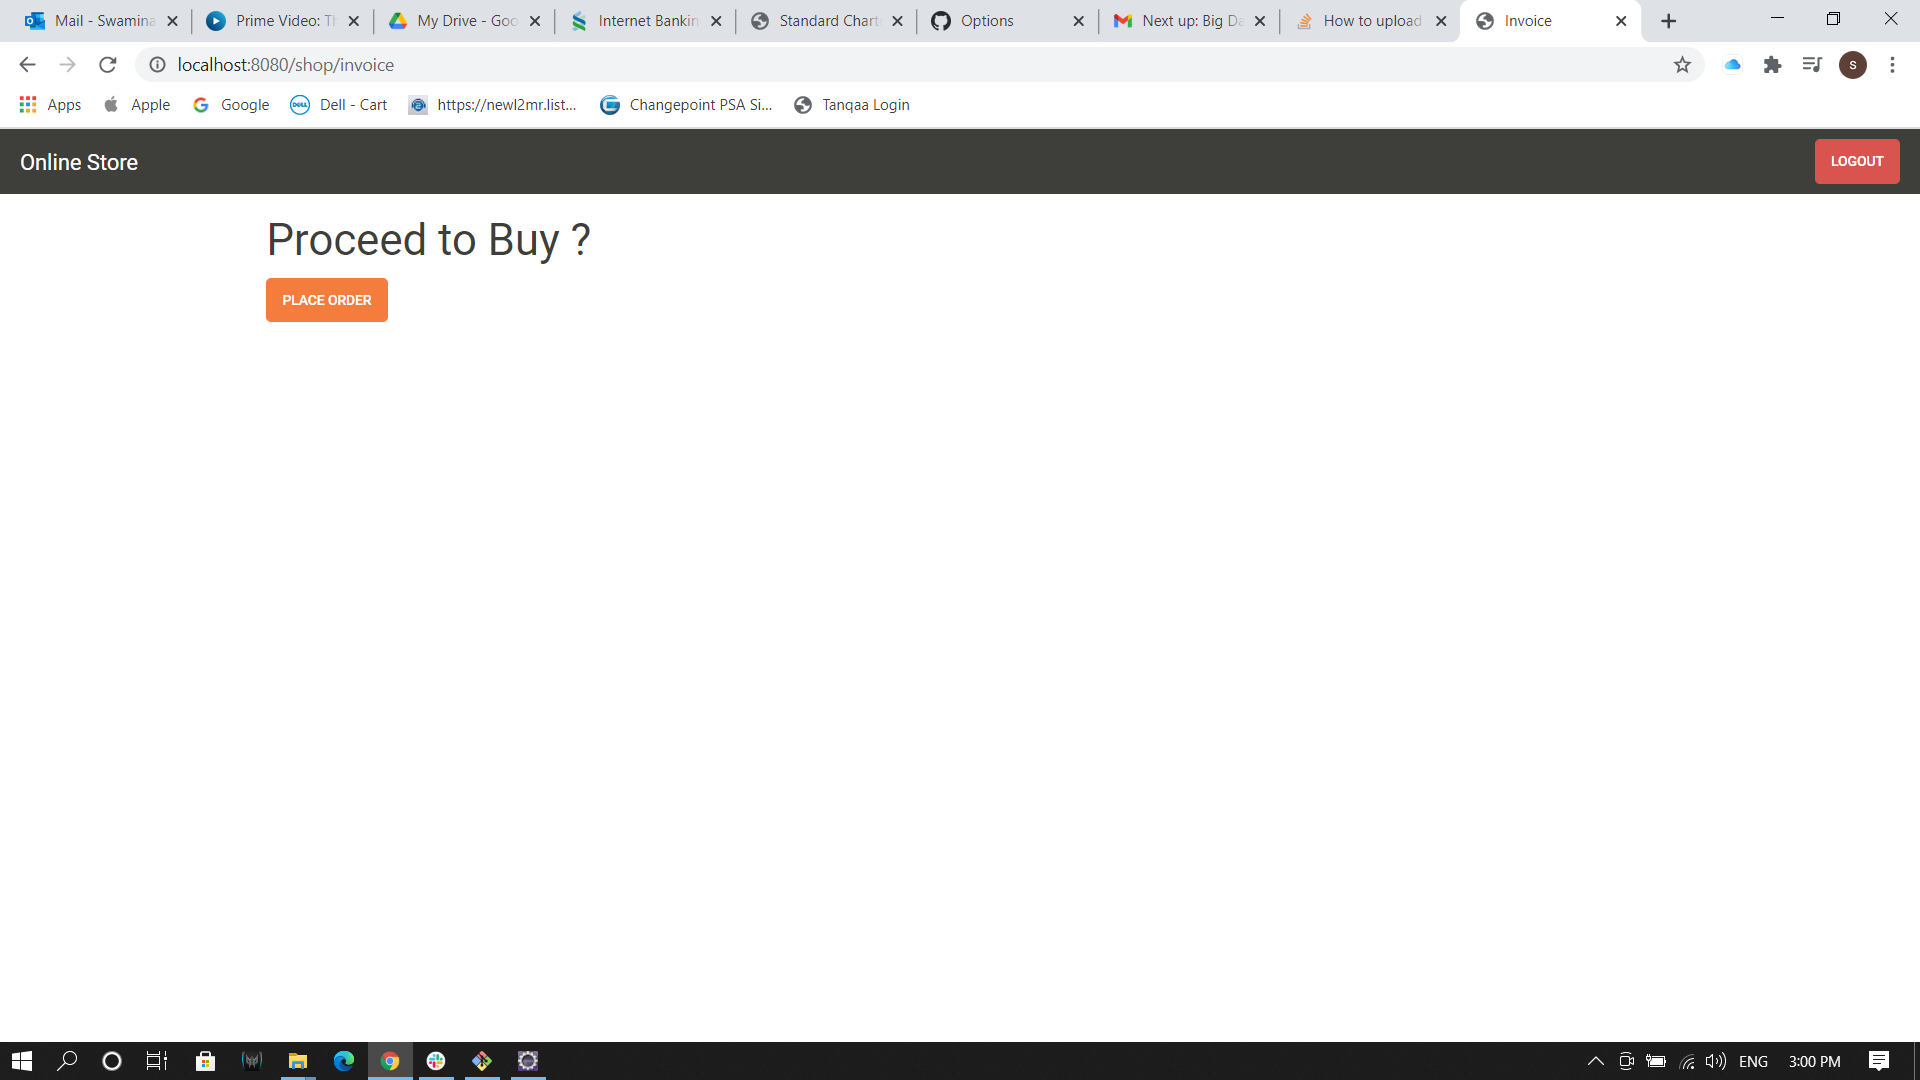 Mail - Swamina
Prime Video: Th
My Drive - Goo
Internet Bankin
Standard Chart
Options
Next up: Big Da
How to upload
Invoice
localhost:8080/shop/invoice
S
Apps
Apple
Google
Dell - Cart
https://newl2mr.list...
Changepoint PSA Si...
Tanqaa Login
Online Store
LOGOUT
Proceed to Buy ?
PLACE ORDER
ENG
3:00 PM